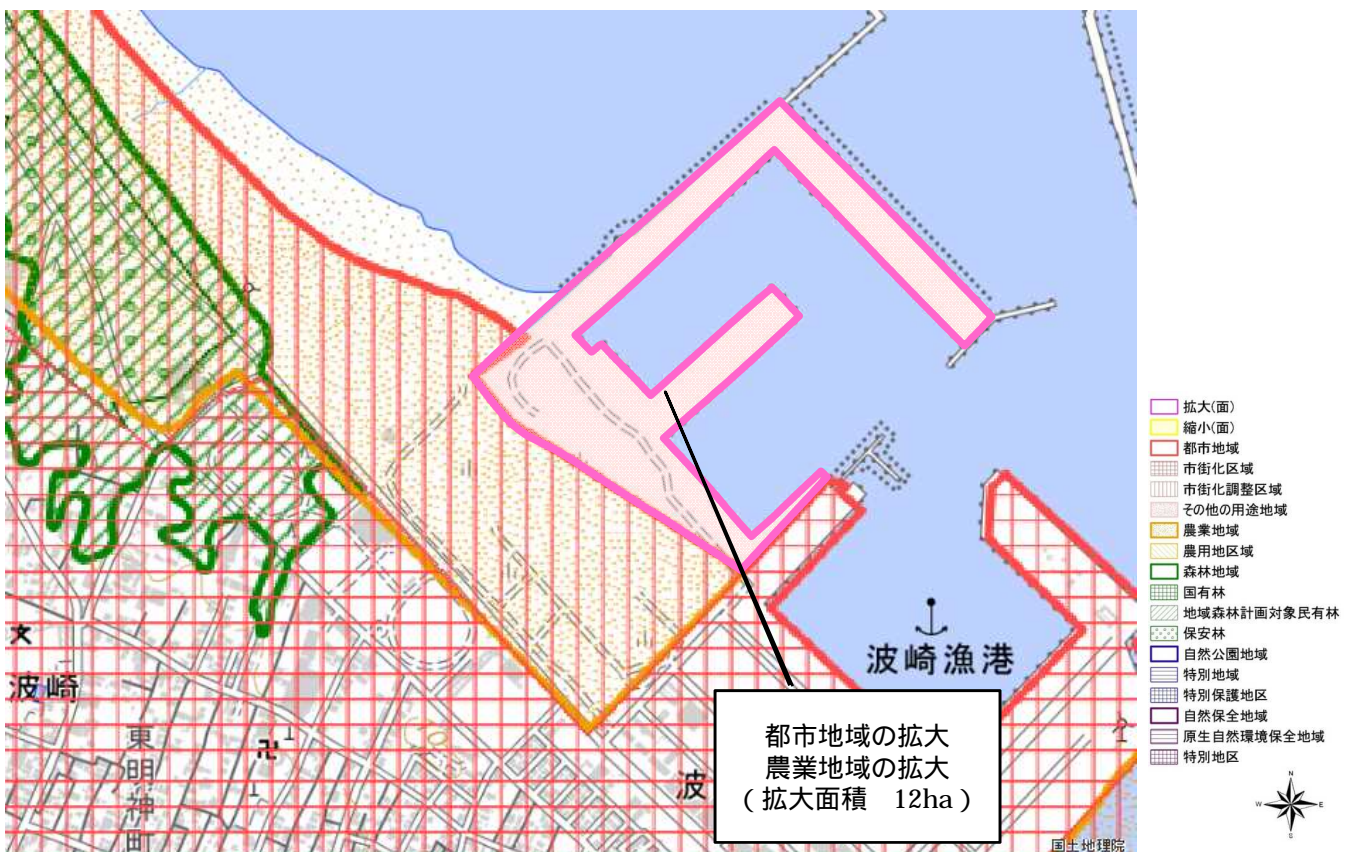 波崎漁港
波崎
東明神町
波
都市地域の拡大
農業地域の拡大
(拡大面積 12ha)
国土地理院
拡大(面)
縮小(面)
都市地域
市街化区域
市街化調整区域
その他の用途地域
農業地域
農用地区域
森林地域
国有林
地域森林計画対象民有林
保安林
自然公園地域
特別地域
特別保護地区
自然保全地域
原生自然環境保全地域
特別地区
N
W E
S